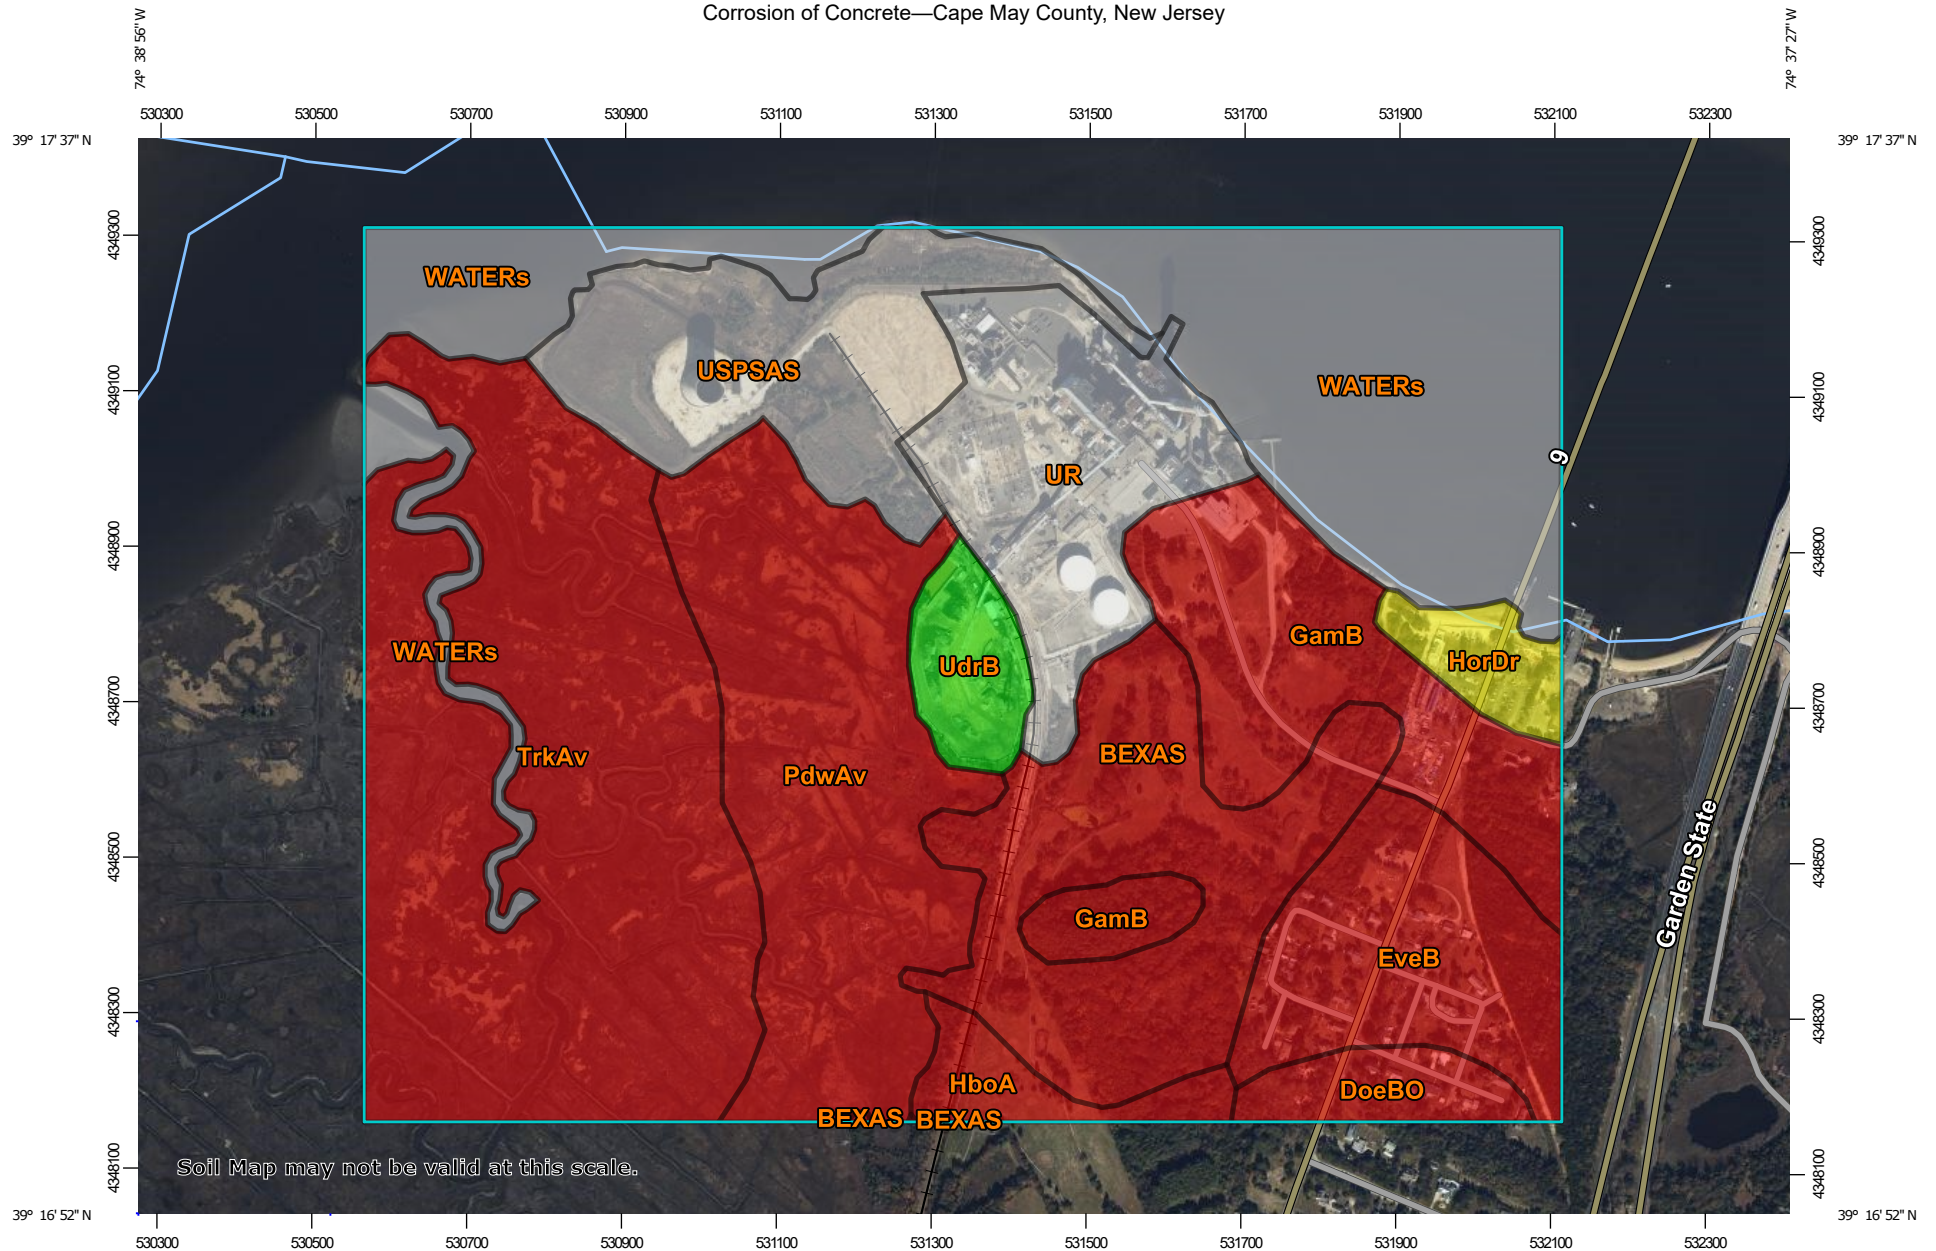 Corrosion of Concrete—Cape May County, New Jersey
74° 38' 56" W
74° 37' 27" W
530300 530500 530700 530900 531100 531300 531500 531700 531900 532100 532300
39° 17' 37" N
39° 17' 37" N
4349300
4349300
WATERs
USPSAS
WATERs
4349100
4349100
9
UR
4348900
4348900
GamB
WATERs
UdrB
HorDr
4348700
4348700
TrkAv
PdwAv
BEXAS
4348500
4348500
Garden State
GamB
EveB
4348300
4348300
HboA
DoeBO
BEXAS BEXAS
4348100
4348100
Soil Map may not be valid at this scale.
39° 16' 52" N
39° 16' 52" N
530300 530500 530700 530900 531100 531300 531500 531700 531900 532100 532300